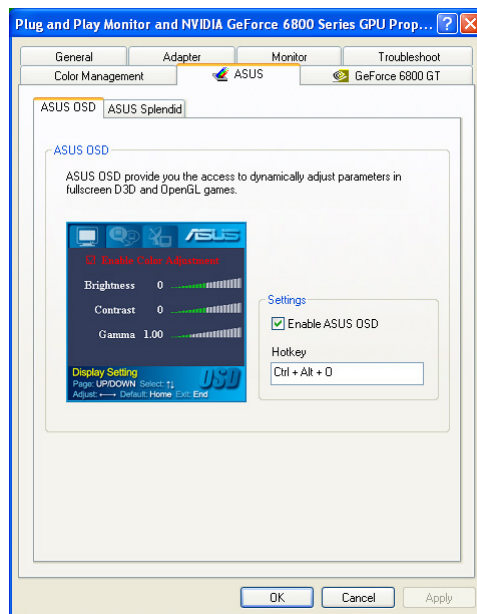 Plug and Play Monitor and NVIDIA GeForce 6800 Series GPU Prop...
General
Adapter
Monitor
Troubleshoot
Color Management
ASUS
GeForce 6800 GT
ASUS OSD
ASUS Splendid
ASUS OSD
ASUS OSD provide you the access to dynamically adjust parameters in
fullscreen D3D and OpenGL games.
ASUS
Enable Color Adjustment
Brightness 0
Contrast 0
Gamma 1.00
Display Setting
Page: UP/DOWN Select: ↑↓
Adjust: ←→ Default: Home Exit: End
OSD
Settings
Enable ASUS OSD
Hotkey
Ctrl + Alt + O
OK
Cancel
Apply